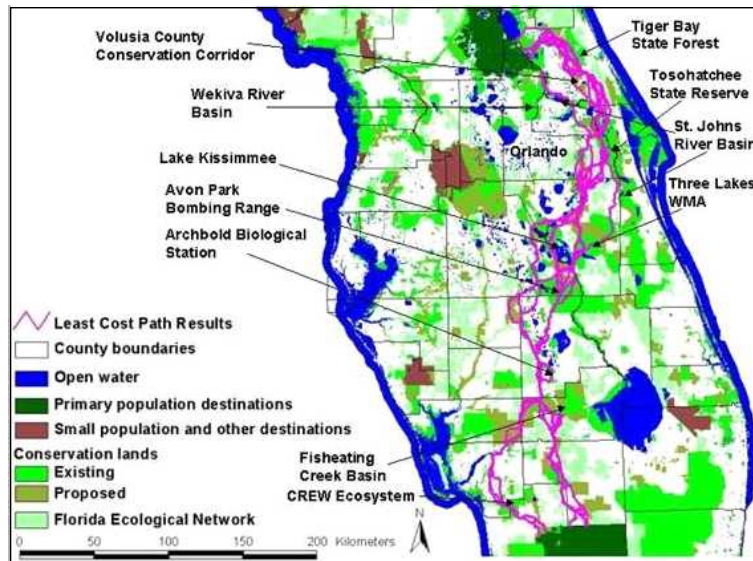 Volusia County
Conservation Corridor
Tiger Bay
State Forest
Wekiva River
Basin
Tosohatchee
State Reserve
St. Johns
River Basin
Orlando
Lake Kissimmee
Avon Park
Bombing Range
Three Lakes
WMA
Archbold Biological
Station
Least Cost Path Results
County boundaries
Open water
Primary population destinations
Small population and other destinations
Conservation lands
Existing
Proposed
Florida Ecological Network
Fisheating
Creek Basin
CREW Ecosystem
N
0 50 100 150 200 Kilometers